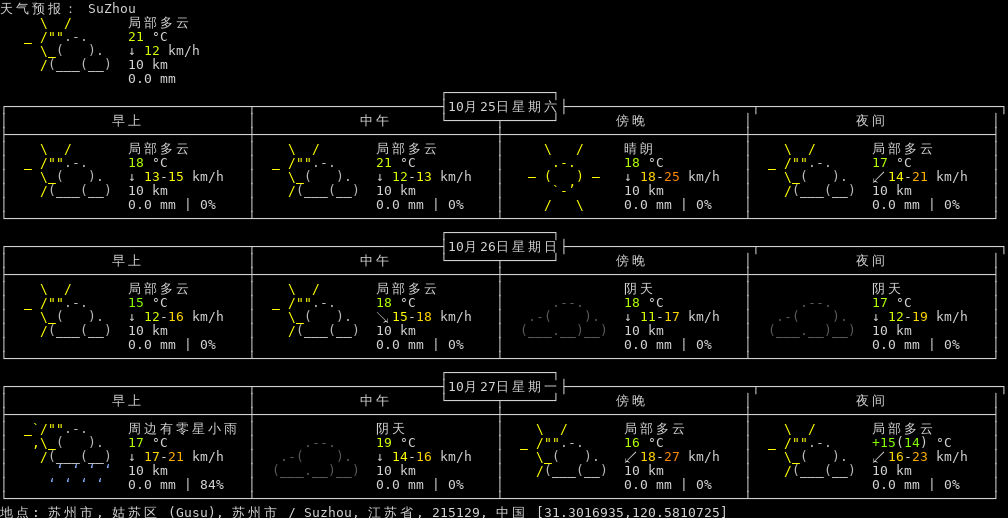 天气预报: SuZhou
局部多云
21 °C
↓ 12 km/h
10 km
0.0 mm
10月25日星期六
早上 中午 傍晚 夜间
局部多云 局部多云 晴朗 局部多云
18 °C 21 °C 18 °C 17 °C
↓ 13-15 km/h ↓ 12-13 km/h ↓ 18-25 km/h ↙ 14-21 km/h
10 km 10 km 10 km 10 km
0.0 mm | 0% 0.0 mm | 0% 0.0 mm | 0% 0.0 mm | 0%
10月26日星期日
早上 中午 傍晚 夜间
局部多云 局部多云 阴天 阴天
15 °C 18 °C 18 °C 17 °C
↓ 12-16 km/h ↘ 15-18 km/h ↓ 11-17 km/h ↓ 12-19 km/h
10 km 10 km 10 km 10 km
0.0 mm | 0% 0.0 mm | 0% 0.0 mm | 0% 0.0 mm | 0%
10月27日星期一
早上 中午 傍晚 夜间
周边有零星小雨 阴天 局部多云 局部多云
17 °C 19 °C 16 °C +15(14) °C
↓ 17-21 km/h ↓ 14-16 km/h ↙ 18-27 km/h ↙ 16-23 km/h
10 km 10 km 10 km 10 km
0.0 mm | 84% 0.0 mm | 0% 0.0 mm | 0% 0.0 mm | 0%
地点: 苏州市, 姑苏区 (Gusu), 苏州市 / Suzhou, 江苏省, 215129, 中国 [31.3016935,120.5810725]